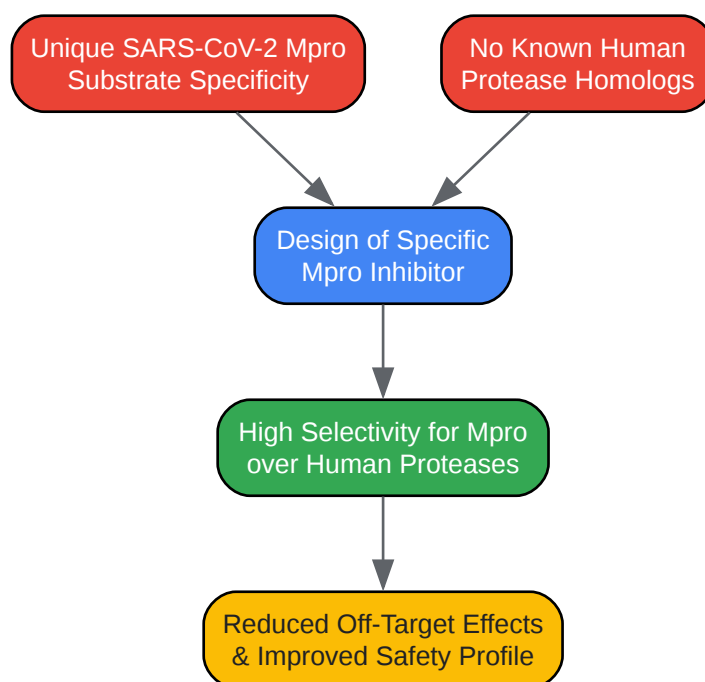 Unique SARS-CoV-2 Mpro
Substrate Specificity
No Known Human
Protease Homologs
Design of Specific
Mpro Inhibitor
High Selectivity for Mpro
over Human Proteases
Reduced Off-Target Effects
& Improved Safety Profile